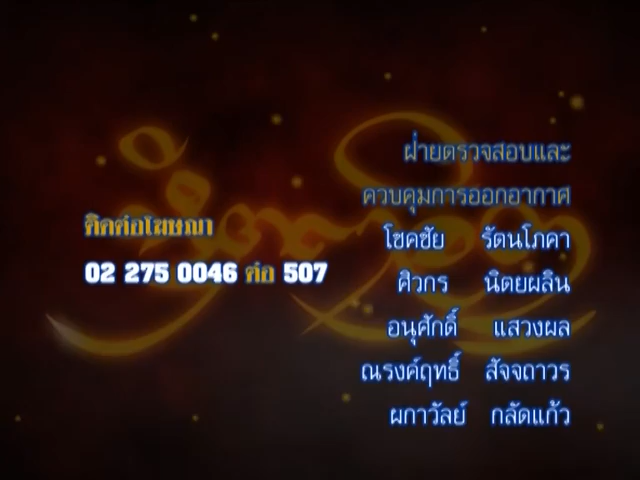 ติดต่อโฆษณา
02 275 0046 ต่อ 507
ฝ่ายตรวจสอบและ
ควบคุมการออกอากาศ
โชคชัย รัตนโภคา
ศิวกร นิตยผลิน
อนุศักดิ์ แสวงผล
ณรงค์ฤทธิ์ สัจจถาวร
ผกาวัลย์ กลัดแก้ว